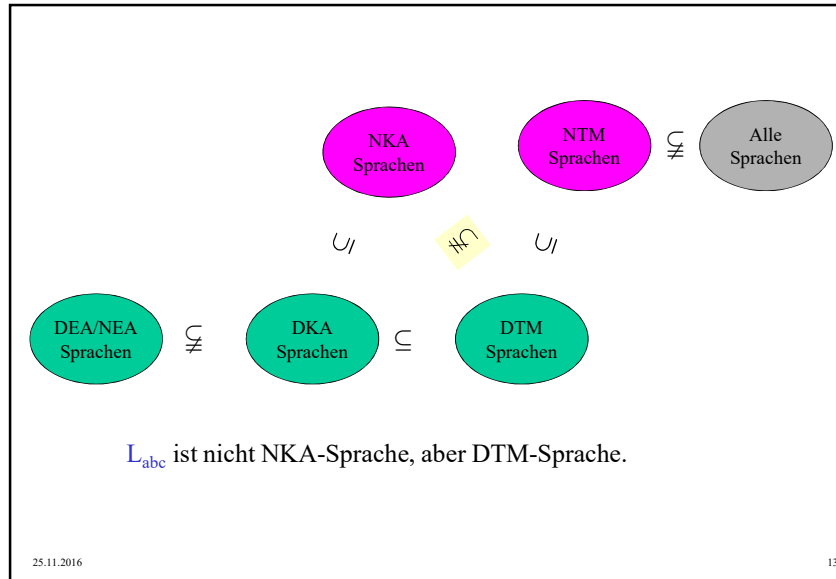 NKA
Sprachen
NTM
Sprachen
⊊
Alle
Sprachen
∪|
⊊
∪|
DEA/NEA
Sprachen
⊊
DKA
Sprachen
⊆
DTM
Sprachen
L_abc ist nicht NKA-Sprache, aber DTM-Sprache.
25.11.2016
13